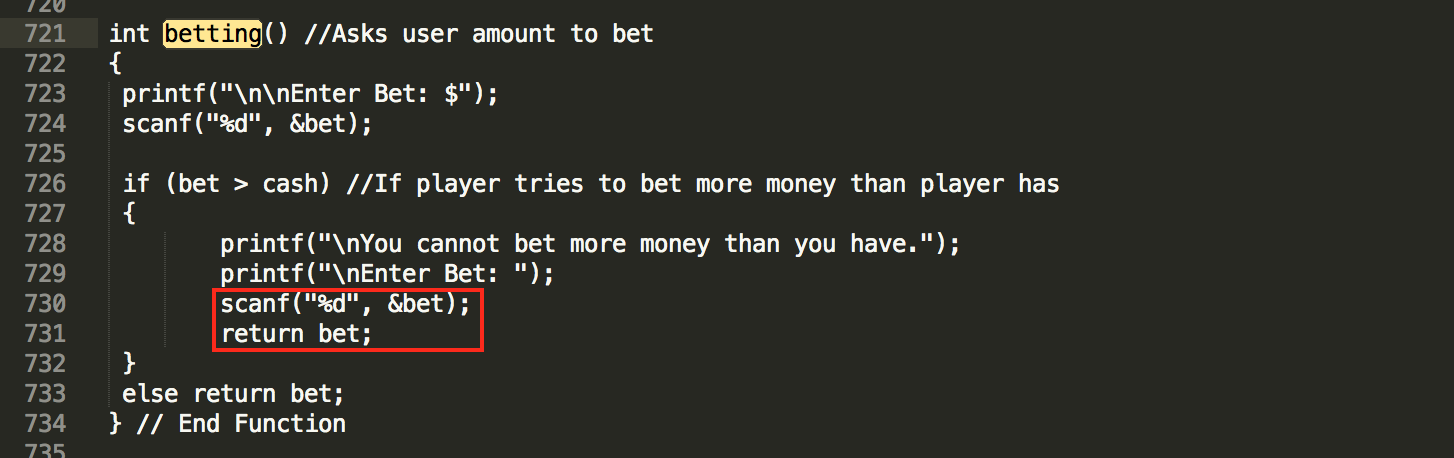 720
721 int betting() //Asks user amount to bet
722 {
723 printf("\n\nEnter Bet: $");
724 scanf("%d", &bet);
725
726 if (bet > cash) //If player tries to bet more money than player has
727 {
728 printf("\nYou cannot bet more money than you have.");
729 printf("\nEnter Bet: ");
730 scanf("%d", &bet);
731 return bet;
732 }
733 else return bet;
734 } // End Function
735